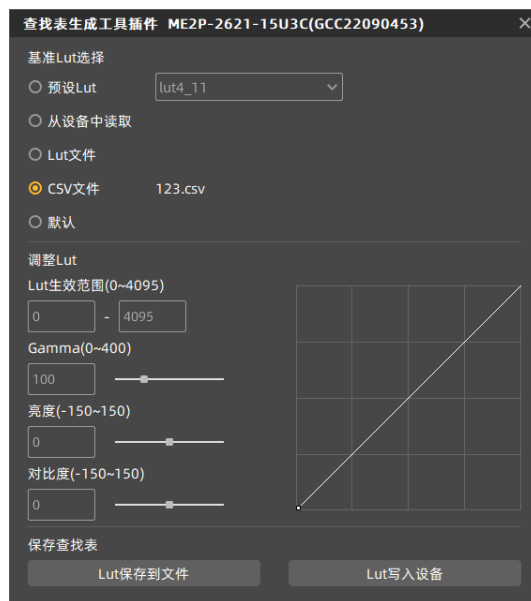 查找表生成工具插件 ME2P-2621-15U3C(GCC22090453)
基准Lut选择
预设Lut lut4_11
从设备中读取
Lut文件
CSV文件 123.csv
默认
调整Lut
Lut生效范围(0~4095)
0 - 4095
Gamma(0~400)
100
亮度(-150~150)
0
对比度(-150~150)
0
保存查找表
Lut保存到文件 Lut写入设备